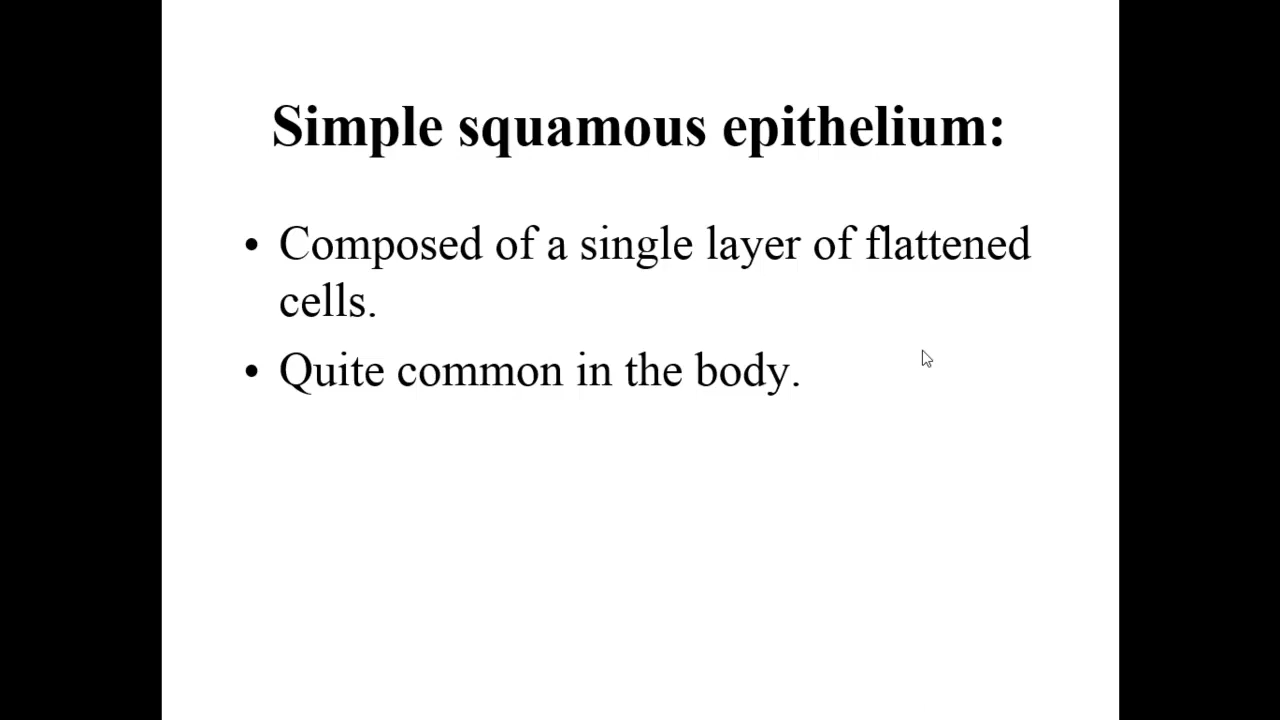 Simple squamous epithelium:
• Composed of a single layer of flattened
cells.
• Quite common in the body.